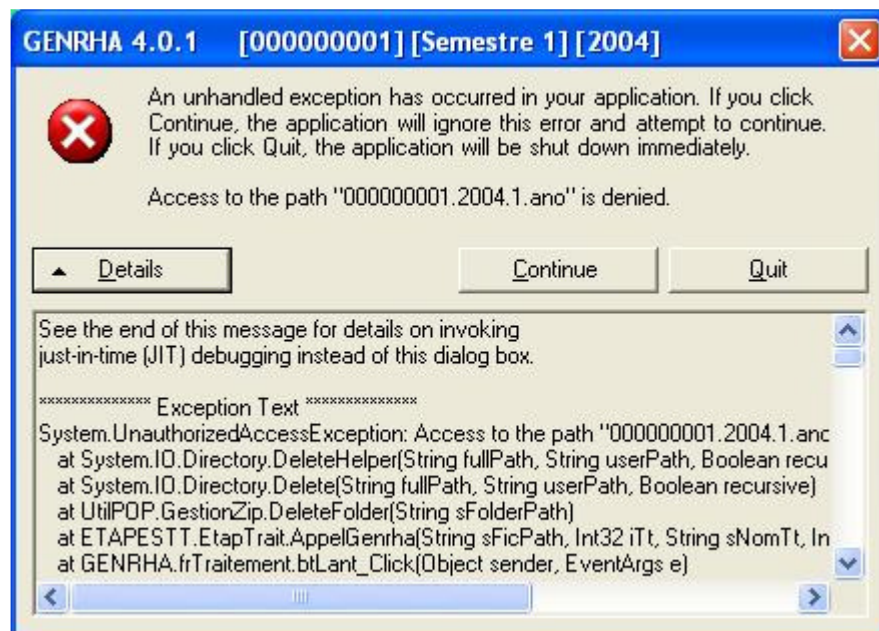 GENRHA 4.0.1 [000000001] [Semestre 1] [2004]
An unhandled exception has occurred in your application. If you click
Continue, the application will ignore this error and attempt to continue.
If you click Quit, the application will be shut down immediately.
Access to the path "000000001.2004.1.ano" is denied.
Details Continue Quit
See the end of this message for details on invoking
just-in-time (JIT) debugging instead of this dialog box.
************** Exception Text **************
System.UnauthorizedAccessException: Access to the path "000000001.2004.1.ano
at System.IO.Directory.DeleteHelper(String fullPath, String userPath, Boolean recu
at System.IO.Directory.Delete(String fullPath, String userPath, Boolean recursive)
at UtilPOP.GestionZip.DeleteFolder(String sFolderPath)
at ETAPESTT.EtapTrait.AppelGenrha(String sFicPath, Int32 iTt, String sNomTt, In
at GENRHA.frTraitement.btLant_Click(Object sender, EventArgs e)